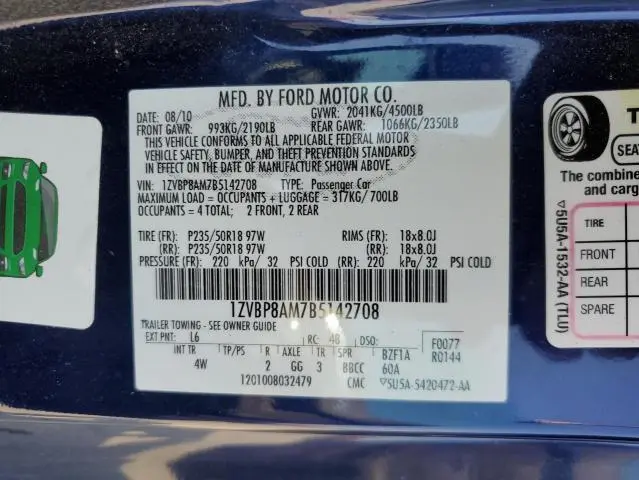 MFD. BY FORD MOTOR CO.
DATE: 08/10 GVWR: 2041KG/4500LB
FRONT GAWR: 993KG/2190LB REAR GAWR: 1066KG/2350LB
THIS VEHICLE CONFORMS TO ALL APPLICABLE FEDERAL MOTOR
VEHICLE SAFETY, BUMPER, AND THEFT PREVENTION STANDARDS
IN EFFECT ON THE DATE OF MANUFACTURE SHOWN ABOVE.
VIN: 1ZVBP8AM7B5142708 TYPE: Passenger Car
MAXIMUM LOAD = OCCUPANTS + LUGGAGE = 317KG/700LB
OCCUPANTS = 4 TOTAL; 2 FRONT, 2 REAR
TIRE (FR): P235/50R18 97W RIMS (FR): 18x8.0J
(RR): P235/50R18 97W (RR): 18x8.0J
PRESSURE (FR): 220 kPa/ 32 PSI COLD (RR): 220 kPa/ 32 PSI COLD
1ZVBP8AM7B5142708
TRAILER TOWING - SEE OWNER GUIDE
EXT PNT: L6 RC: 48 DSO: F0077
INT TR TP/PS R AXLE TR SPR BZF1A R0144
4W 2 GG 3 BBCC 60A
1201008032479 CMC 5U5A-5420472-AA
5U5A-1532-AA (TLU)
T
SEA
The combine
and carg
TIRE
FRONT
REAR
SPARE